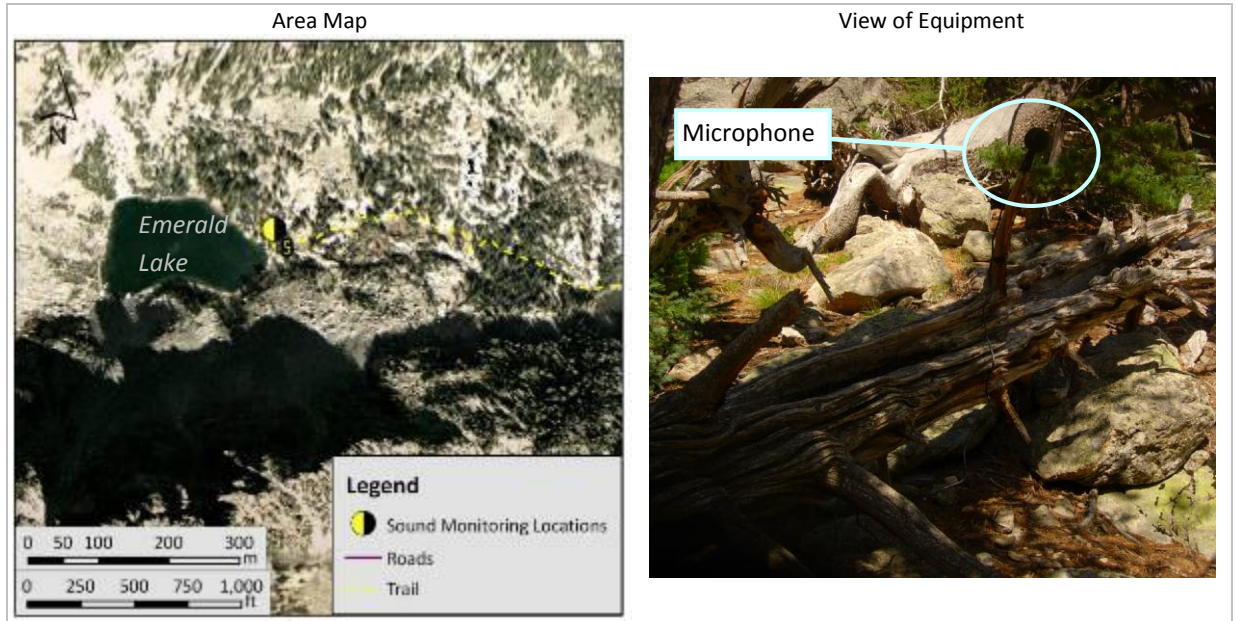 Area Map
View of Equipment
N
Emerald
Lake
Microphone
Legend
Sound Monitoring Locations
Roads
Trail
0 50 100 200 300
m
0 250 500 750 1,000
ft